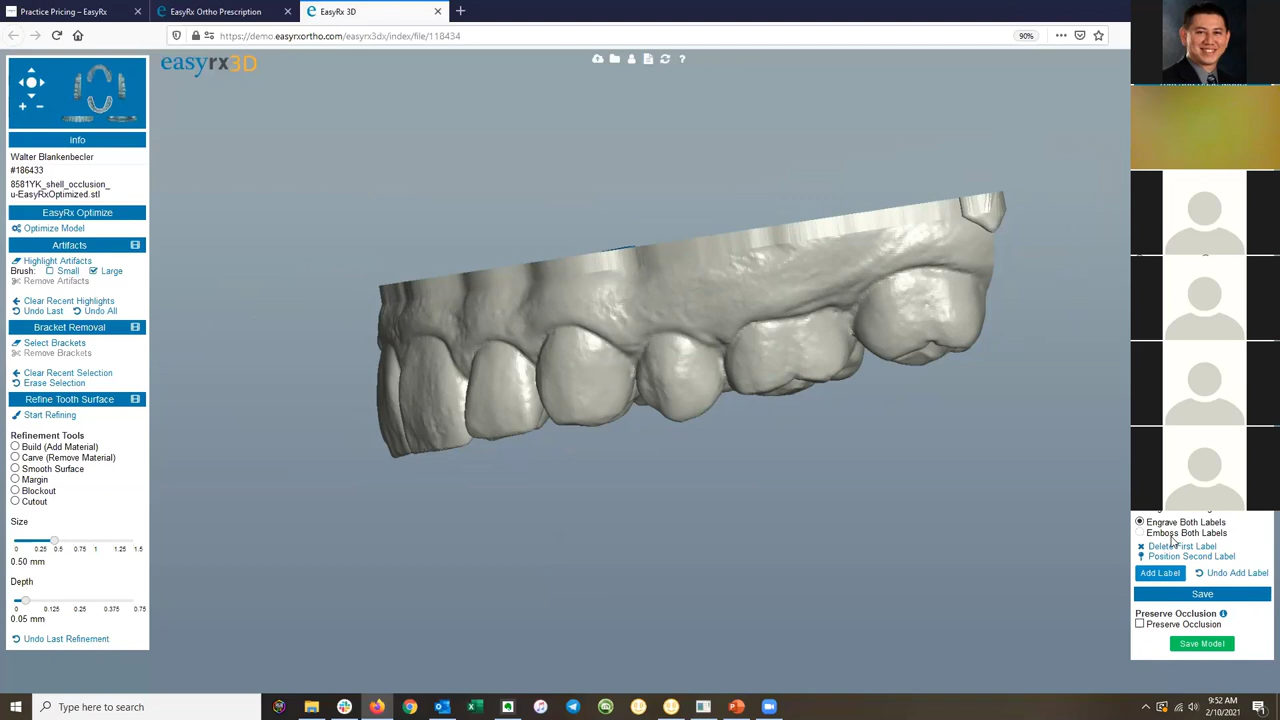 Practice Pricing – EasyRx
EasyRx Ortho Prescription
EasyRx 3D
https://demo.easyrxortho.com/easyrx3dx/index/file/118434
90%
easyrx3D
Info
Walter Blankenbecler
#186433
8581YK_shell_occlusion_
u-EasyRxOptimized.stl
EasyRx Optimize
Optimize Model
Artifacts
Highlight Artifacts
Brush: Small Large
Remove Artifacts
Clear Recent Highlights
Undo Last Undo All
Bracket Removal
Select Brackets
Remove Brackets
Clear Recent Selection
Erase Selection
Refine Tooth Surface
Start Refining
Refinement Tools
Build (Add Material)
Carve (Remove Material)
Smooth Surface
Margin
Blockout
Cutout
Size
0 0.25 0.5 0.75 1 1.25 1.5
0.50 mm
Depth
0 0.125 0.25 0.375 0.75
0.05 mm
Undo Last Refinement
Engrave Both Labels
Emboss Both Labels
Delete First Label
Position Second Label
Add Label Undo Add Label
Save
Preserve Occlusion
Preserve Occlusion
Save Model
Type here to search
9:52 AM
2/10/2021